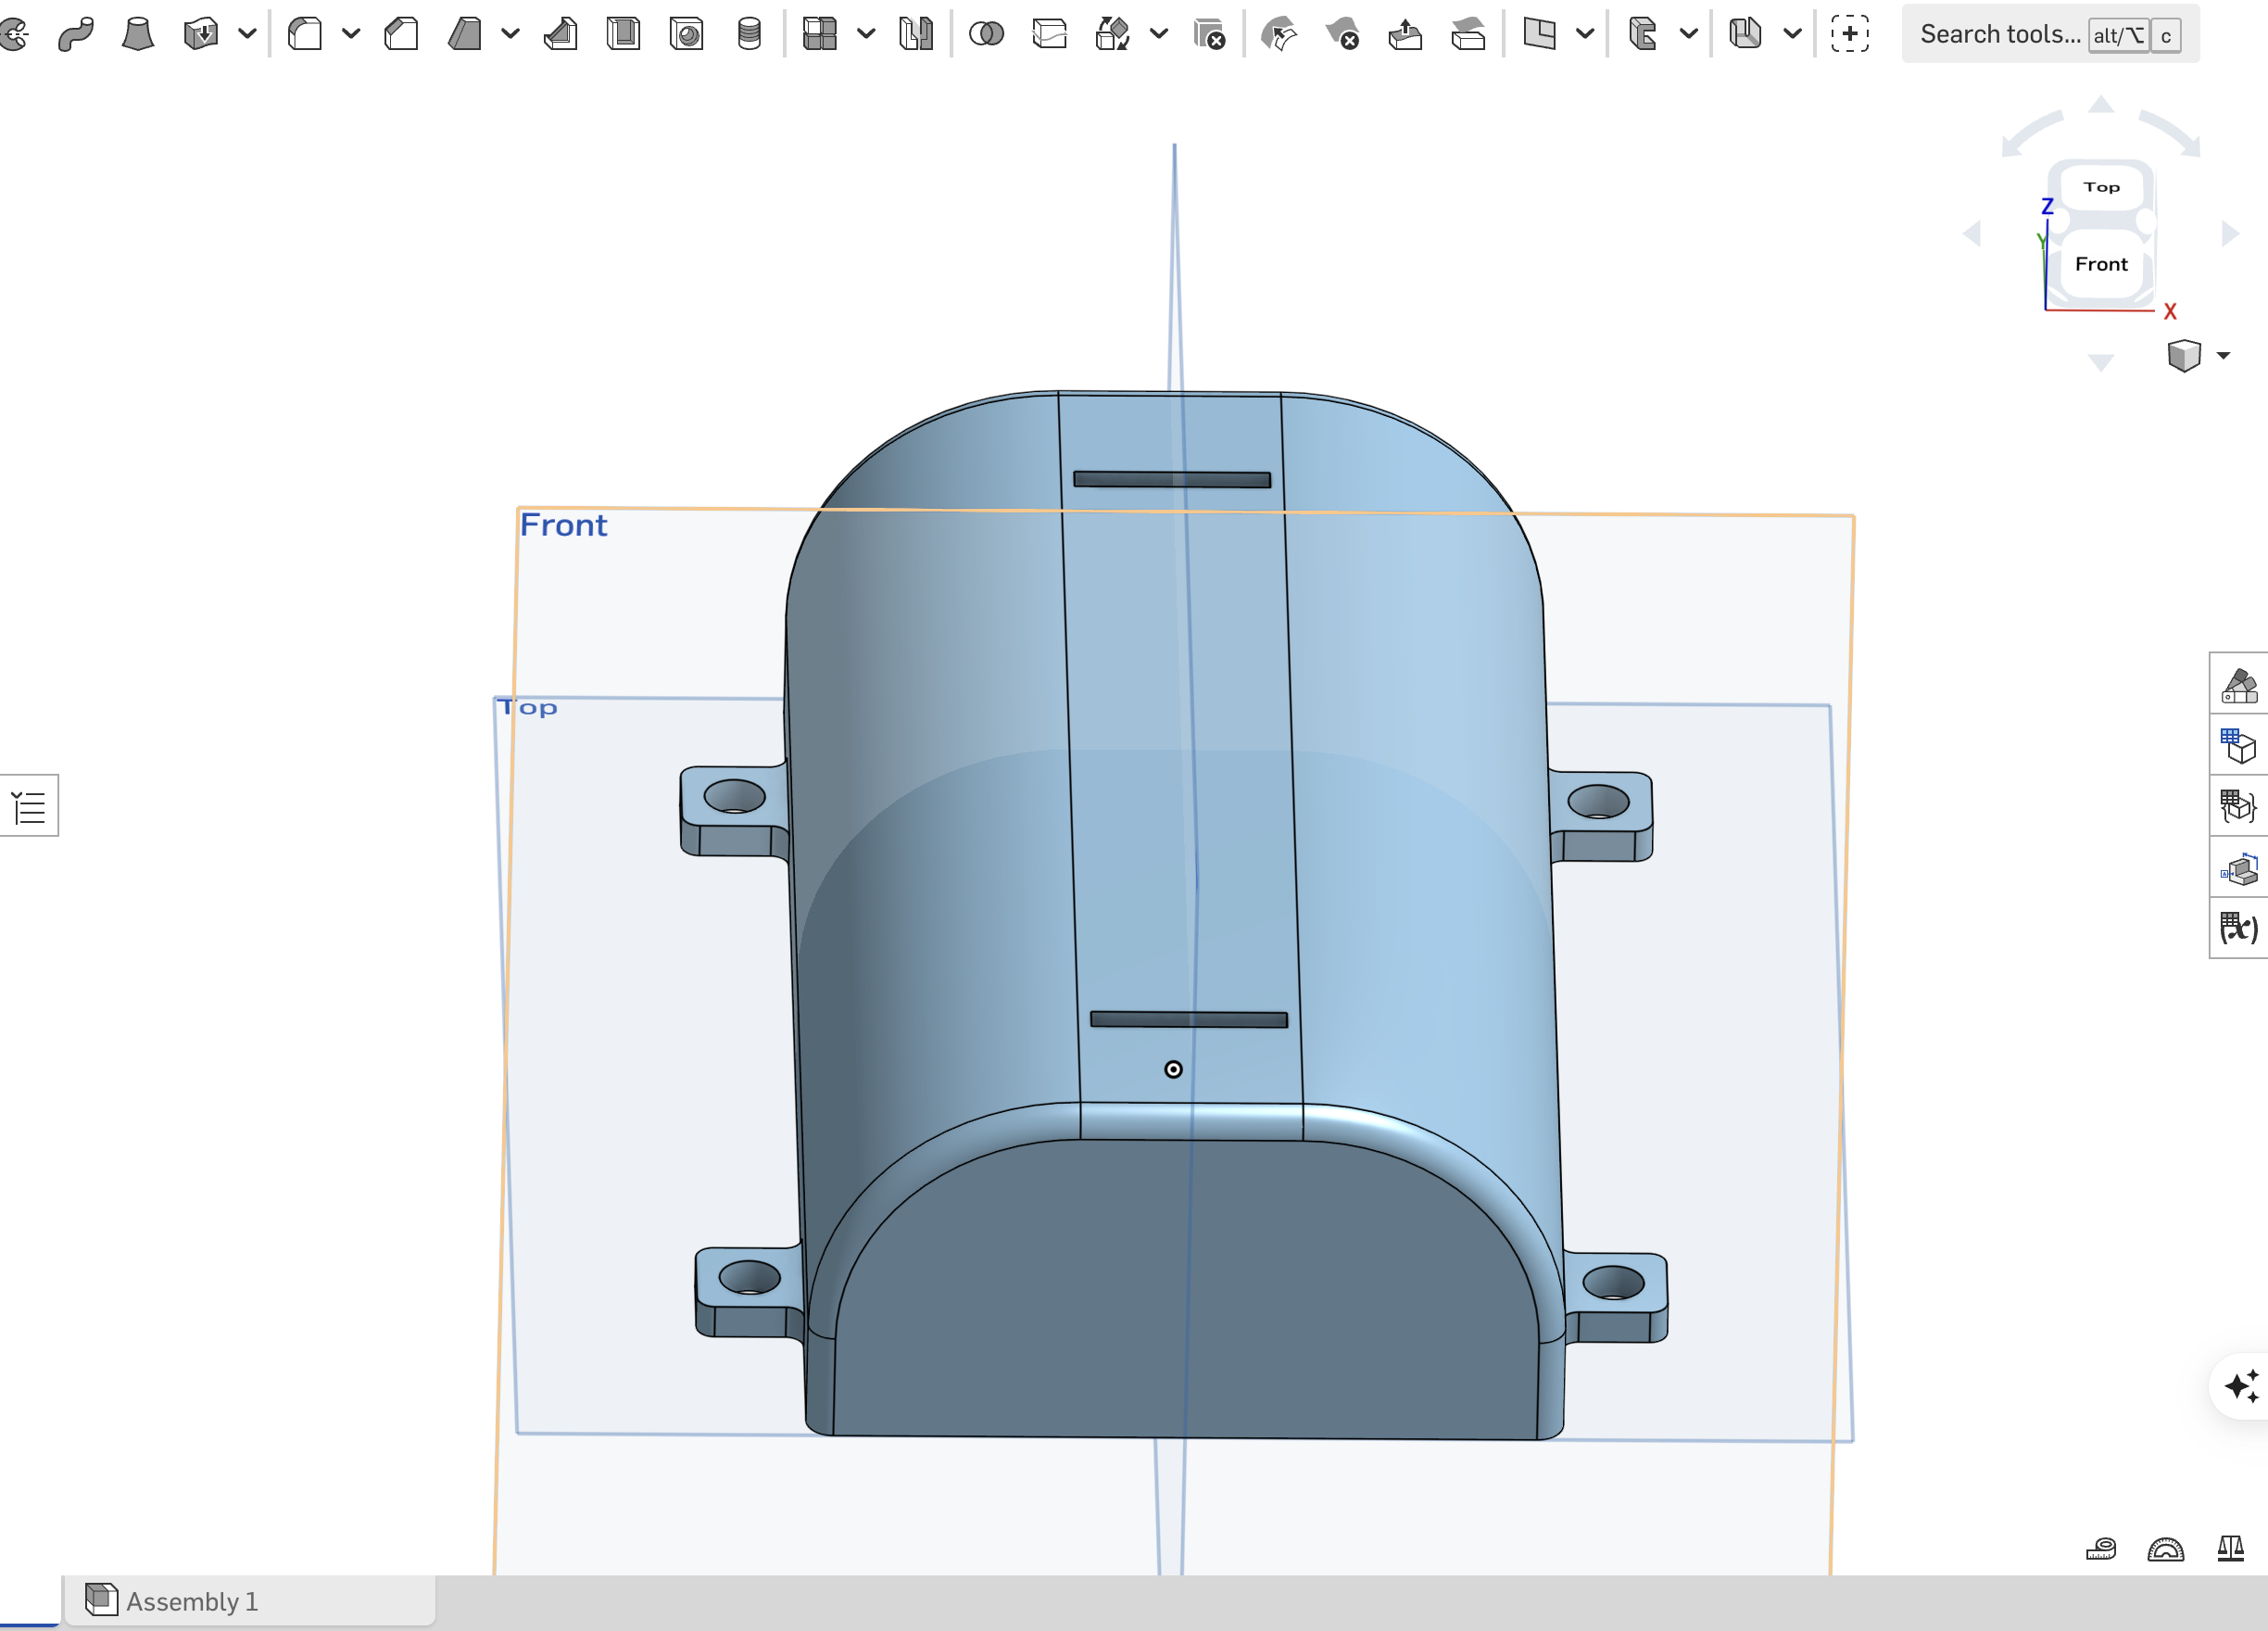 Search tools... alt/⌥ c
Top
Z
Y
Front
X
Front
Top
(x)
Assembly 1